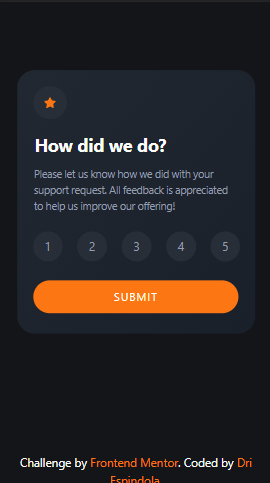 How did we do?
Please let us know how we did with your
support request. All feedback is appreciated
to help us improve our offering!
1 2 3 4 5
SUBMIT
Challenge by Frontend Mentor. Coded by Dri
Espindola